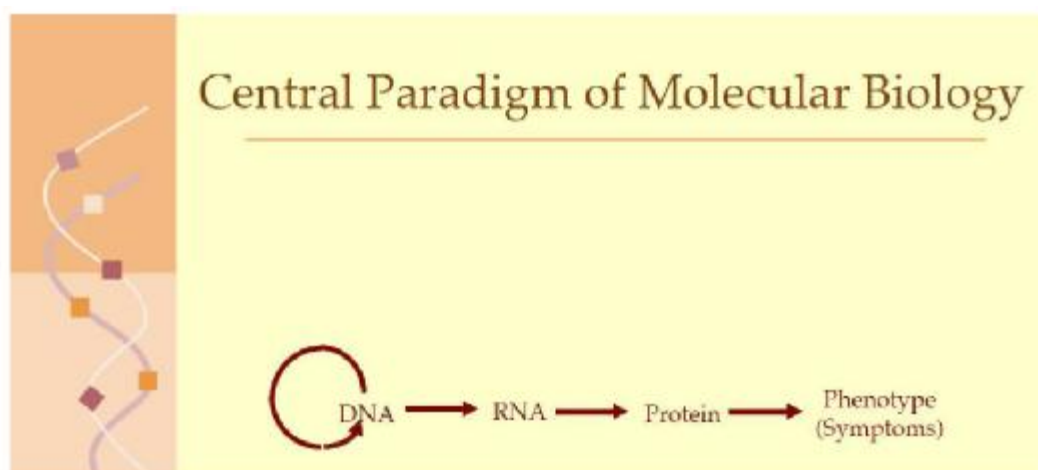 Central Paradigm of Molecular Biology
DNA RNA Protein Phenotype
(Symptoms)